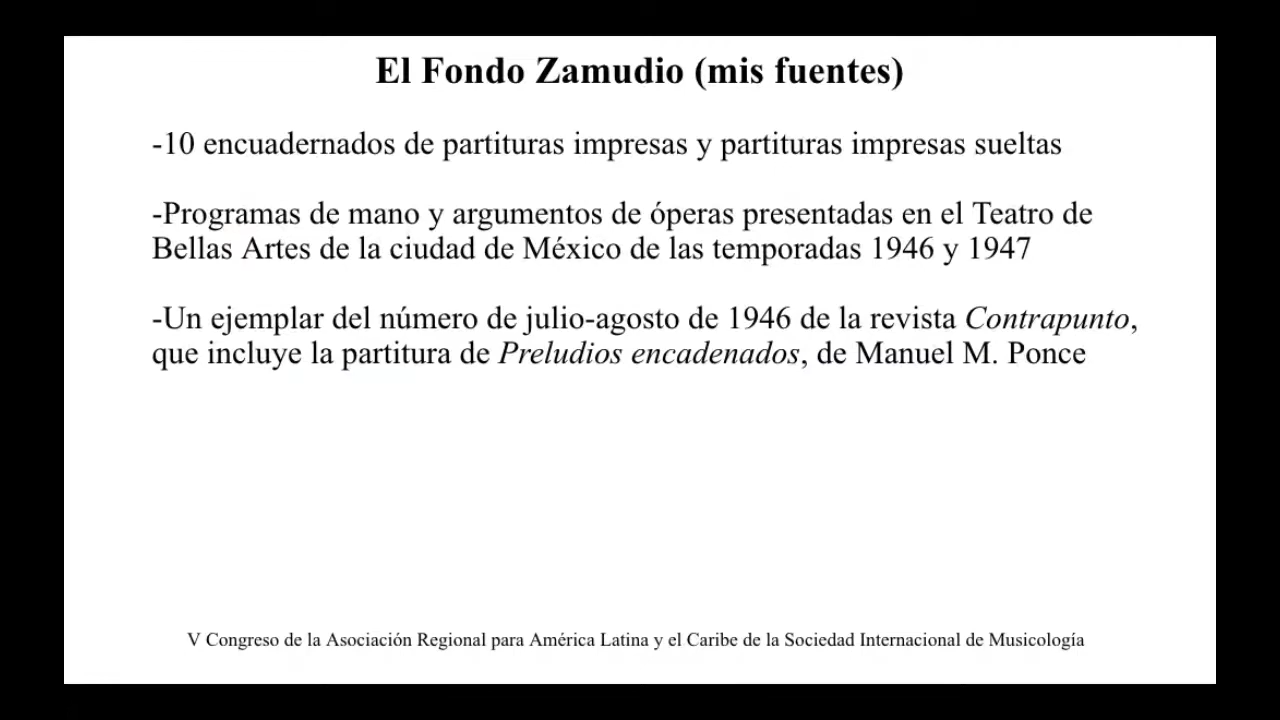 El Fondo Zamudio (mis fuentes)
-10 encuadernados de partituras impresas y partituras impresas sueltas
-Programas de mano y argumentos de óperas presentadas en el Teatro de
Bellas Artes de la ciudad de México de las temporadas 1946 y 1947
-Un ejemplar del número de julio-agosto de 1946 de la revista Contrapunto,
que incluye la partitura de Preludios encadenados, de Manuel M. Ponce
V Congreso de la Asociación Regional para América Latina y el Caribe de la Sociedad Internacional de Musicología